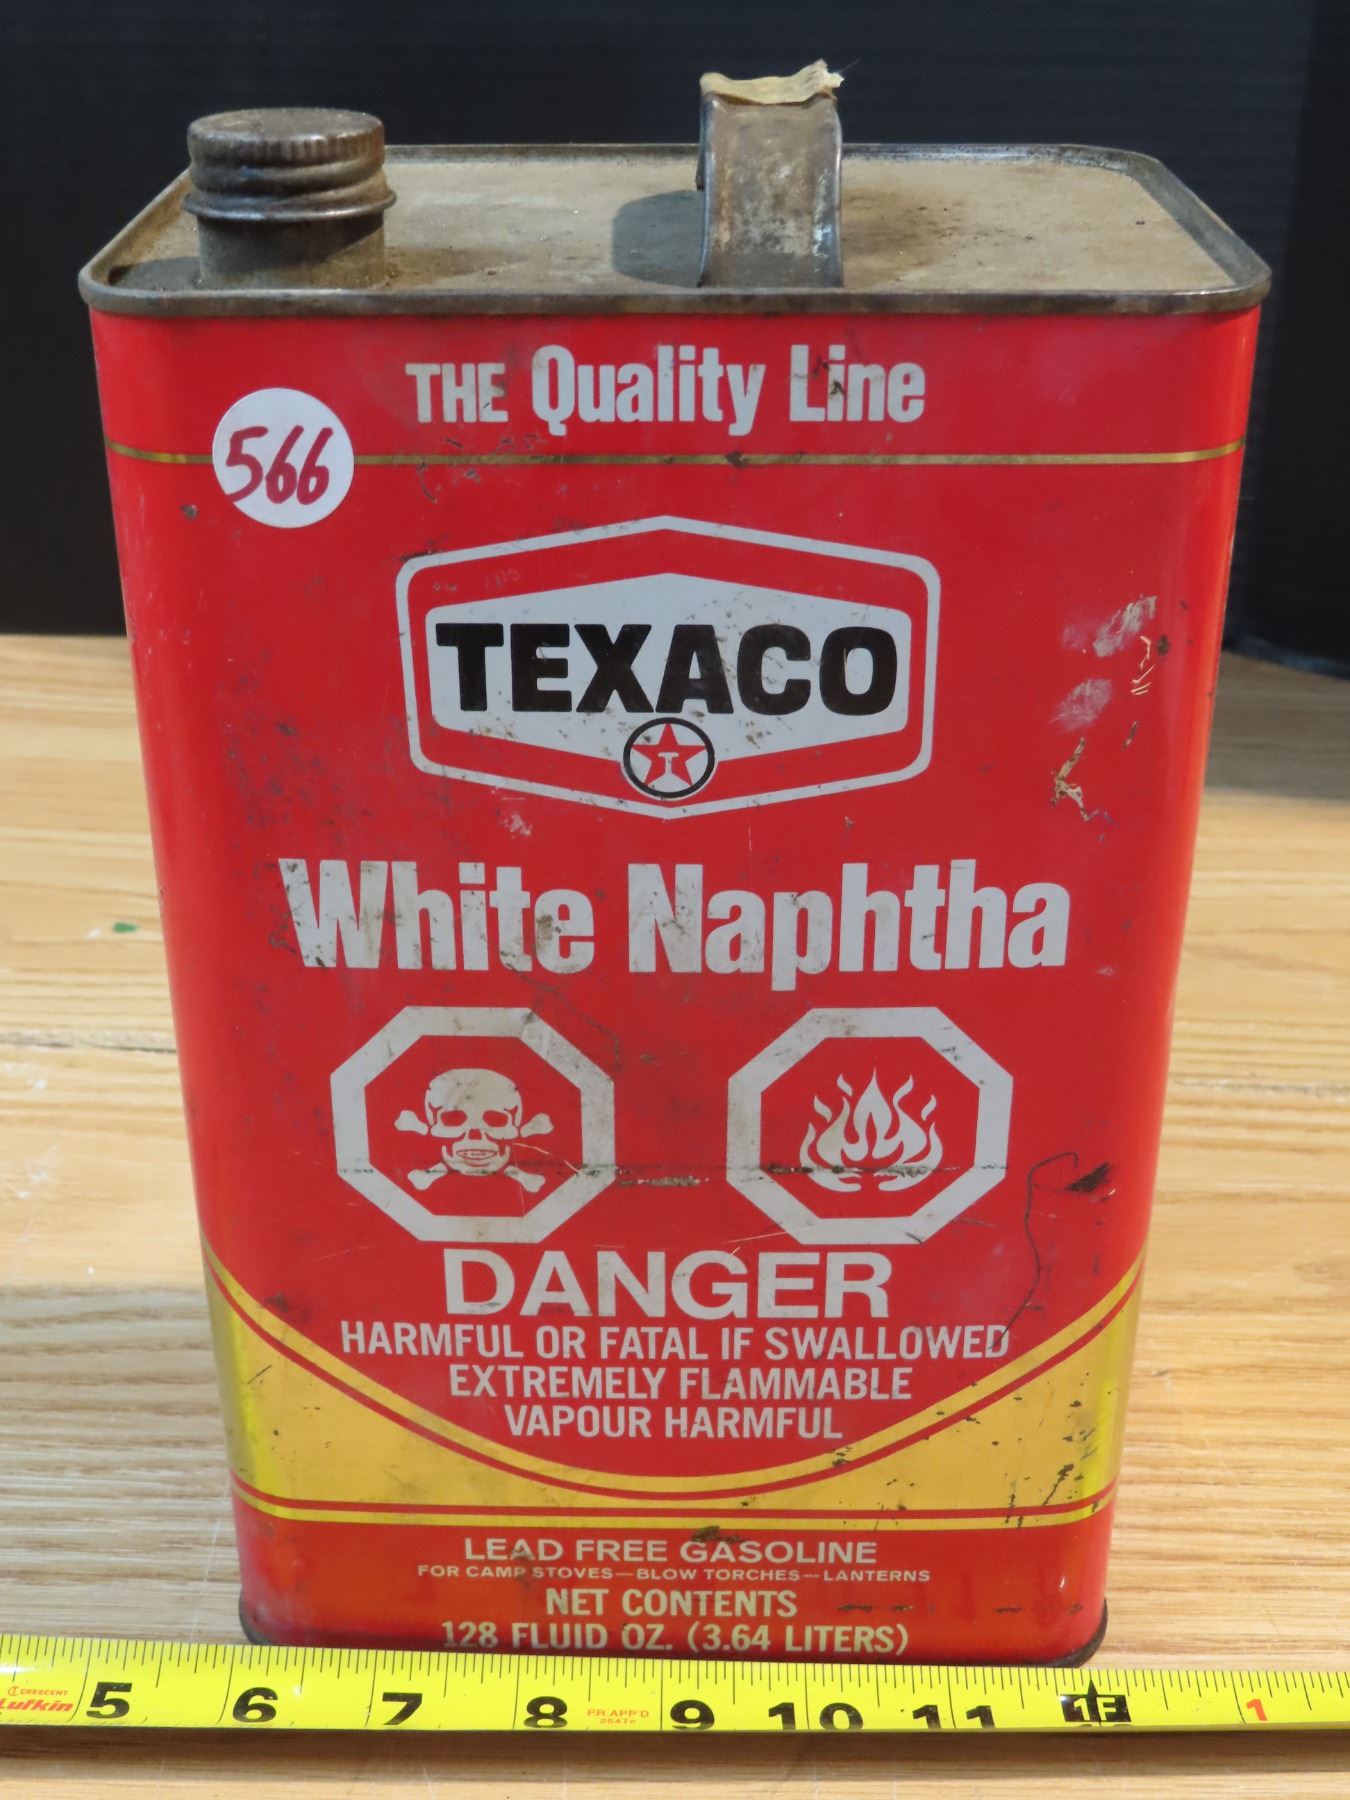 THE Quality Line
566
TEXACO
T
White Naphtha
DANGER
HARMFUL OR FATAL IF SWALLOWED
EXTREMELY FLAMMABLE
VAPOUR HARMFUL
LEAD FREE GASOLINE
FOR CAMP STOVES—BLOW TORCHES—LANTERNS
NET CONTENTS
128 FLUID OZ. (3.64 LITERS)
CRESCENT
Lufkin
5 6 7 8 9 10 11 1F 1
P.R. APP'D